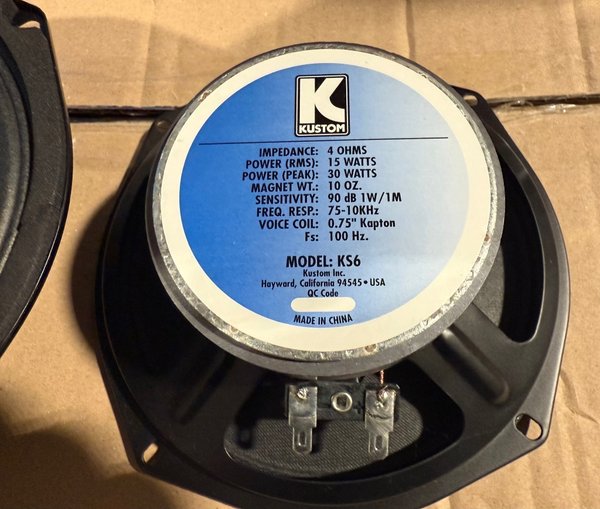 K
KUSTOM
IMPEDANCE: 4 OHMS
POWER (RMS): 15 WATTS
POWER (PEAK): 30 WATTS
MAGNET WT.: 10 OZ.
SENSITIVITY: 90 dB 1W/1M
FREQ. RESP.: 75-10KHz
VOICE COIL: 0.75" Kapton
Fs: 100 Hz.
MODEL: KS6
Kustom Inc.
Hayward, California 94545 • USA
QC Code
MADE IN CHINA